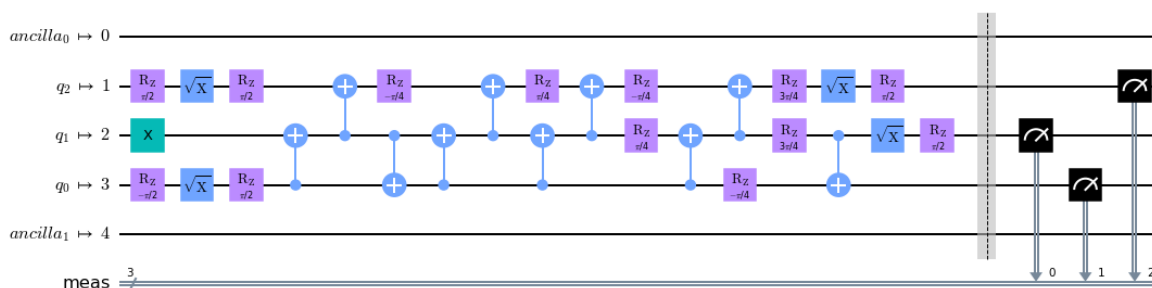 ancilla₀ ↦ 0
q₂ ↦ 1 R_Z π/2 √X R_Z π/2 R_Z −π/4 R_Z π/4 R_Z −π/4 R_Z 3π/4 √X R_Z π/2
q₁ ↦ 2 X R_Z π/4 R_Z 3π/4 √X R_Z π/2
q₀ ↦ 3 R_Z −π/2 √X R_Z π/2 R_Z −π/4
ancilla₁ ↦ 4
meas 3 0 1 2